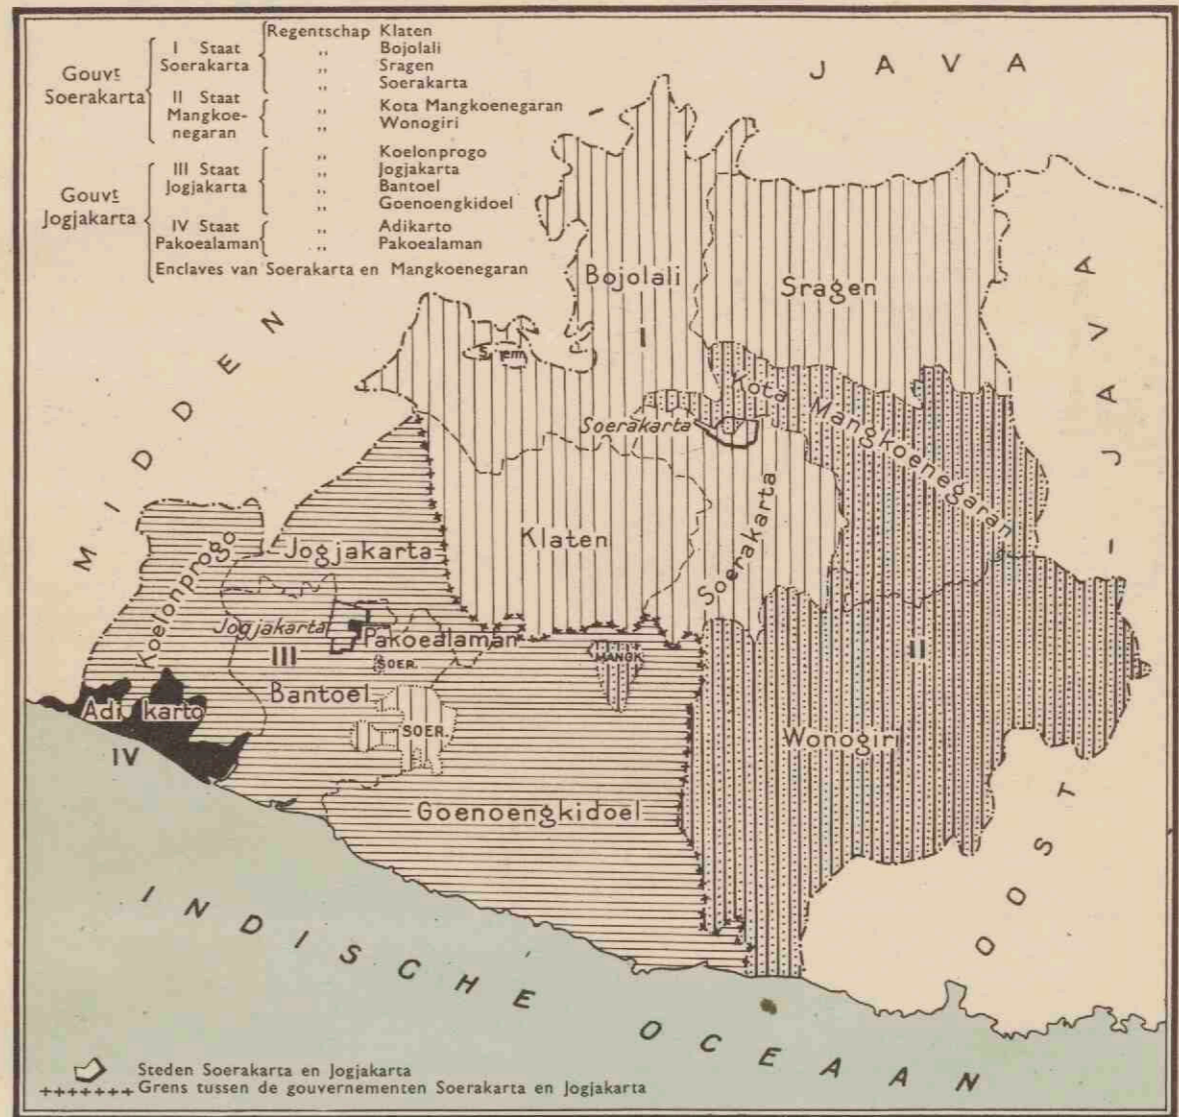 Regentschap Klaten
Gouvt Soerakarta
I Staat Soerakarta
,, Bojolali
,, Sragen
,, Soerakarta
II Staat Mangkoe-
negaran
,, Kota Mangkoenegaran
,, Wonogiri
Gouvt Jogjakarta
III Staat Jogjakarta
,, Koelonprogo
,, Jogjakarta
,, Bantoel
,, Goenoengkidoel
IV Staat Pakoealaman
,, Adikarto
,, Pakoealaman
Enclaves van Soerakarta en Mangkoenegaran
MIDDEN - JAVA
OOST - JAVA
Bojolali
I
Sragen
Kota Mangkoenegaran
Soerakarta
Klaten
Soerakarta
Jogjakarta
Koelonprogo
Jogjakarta
Pakoealaman
III
SOER.
MANGK
II
Bantoel
Adikarto
SOER.
Wonogiri
IV
Goenoengkidoel
INDISCHE OCEAAN
Steden Soerakarta en Jogjakarta
+++++++ Grens tussen de gouvernementen Soerakarta en Jogjakarta